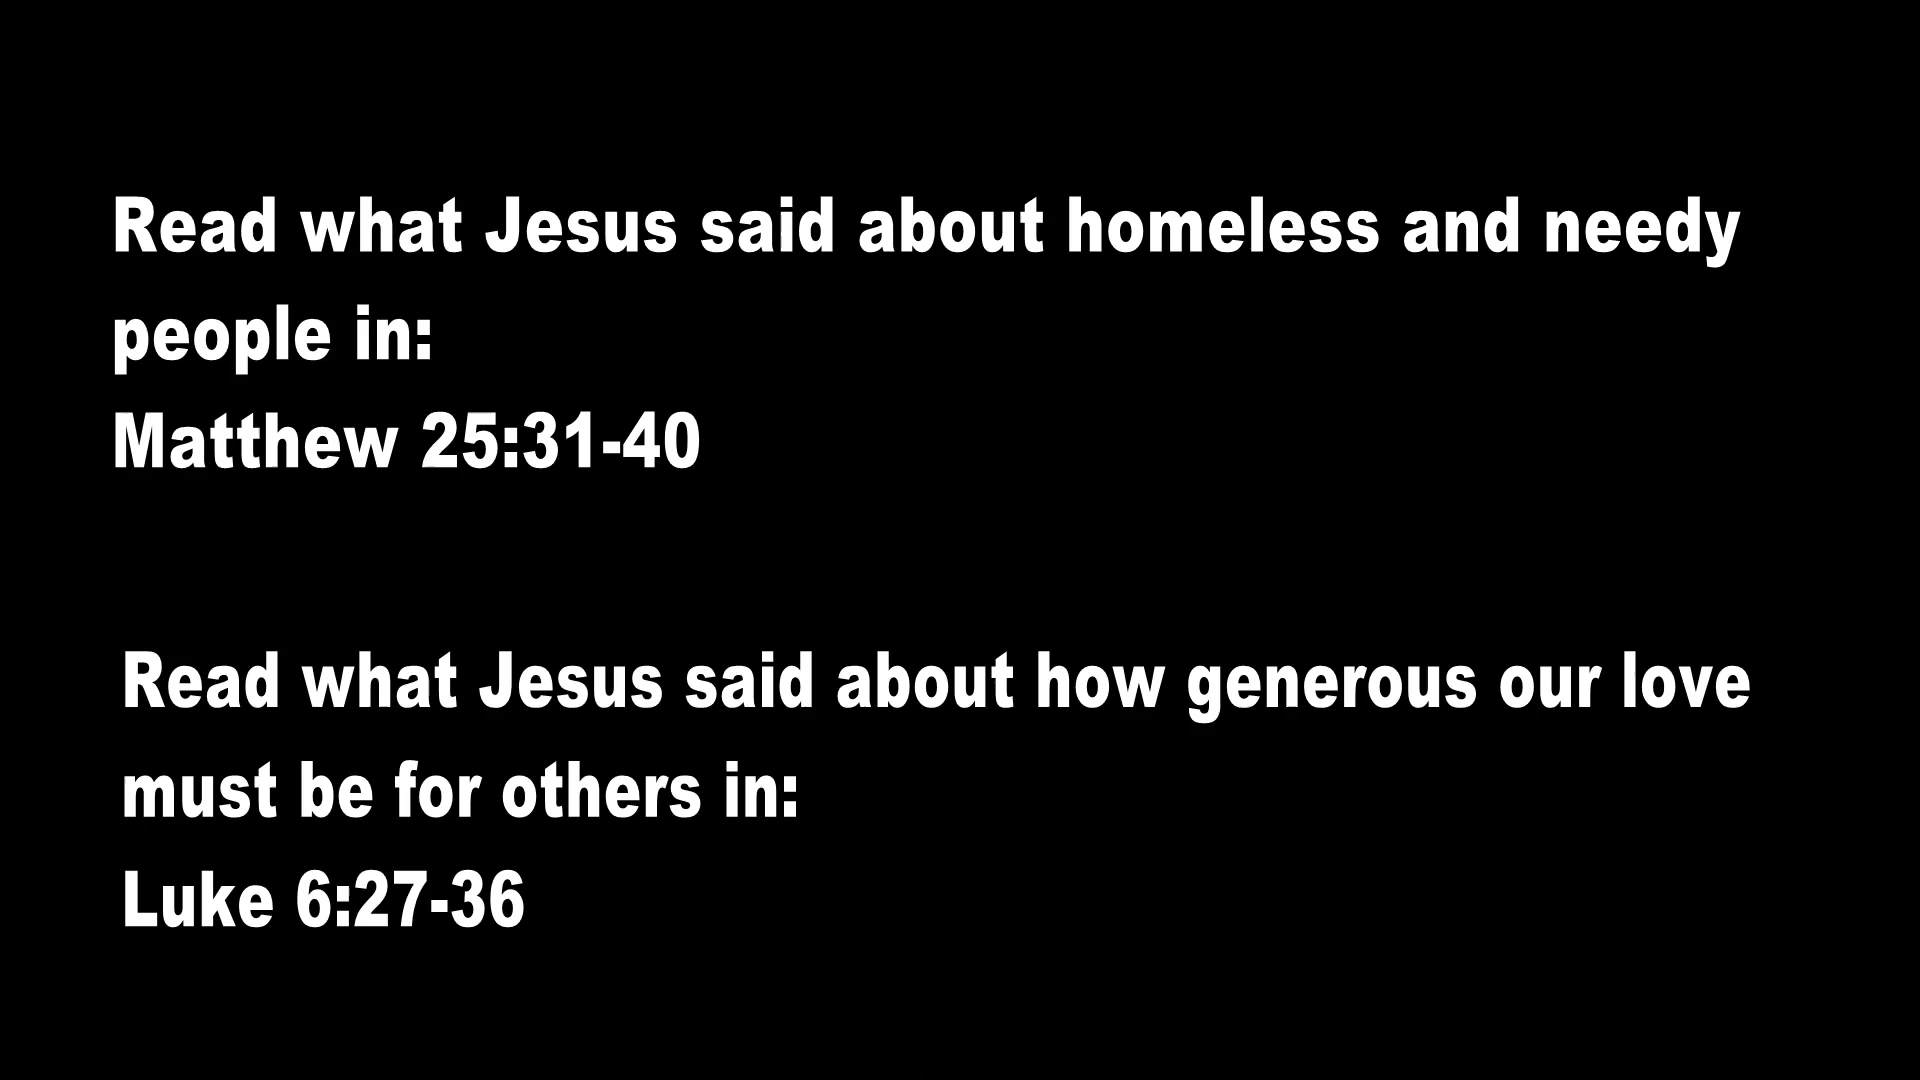 Read what Jesus said about homeless and needy
people in:
Matthew 25:31-40
Read what Jesus said about how generous our love
must be for others in:
Luke 6:27-36